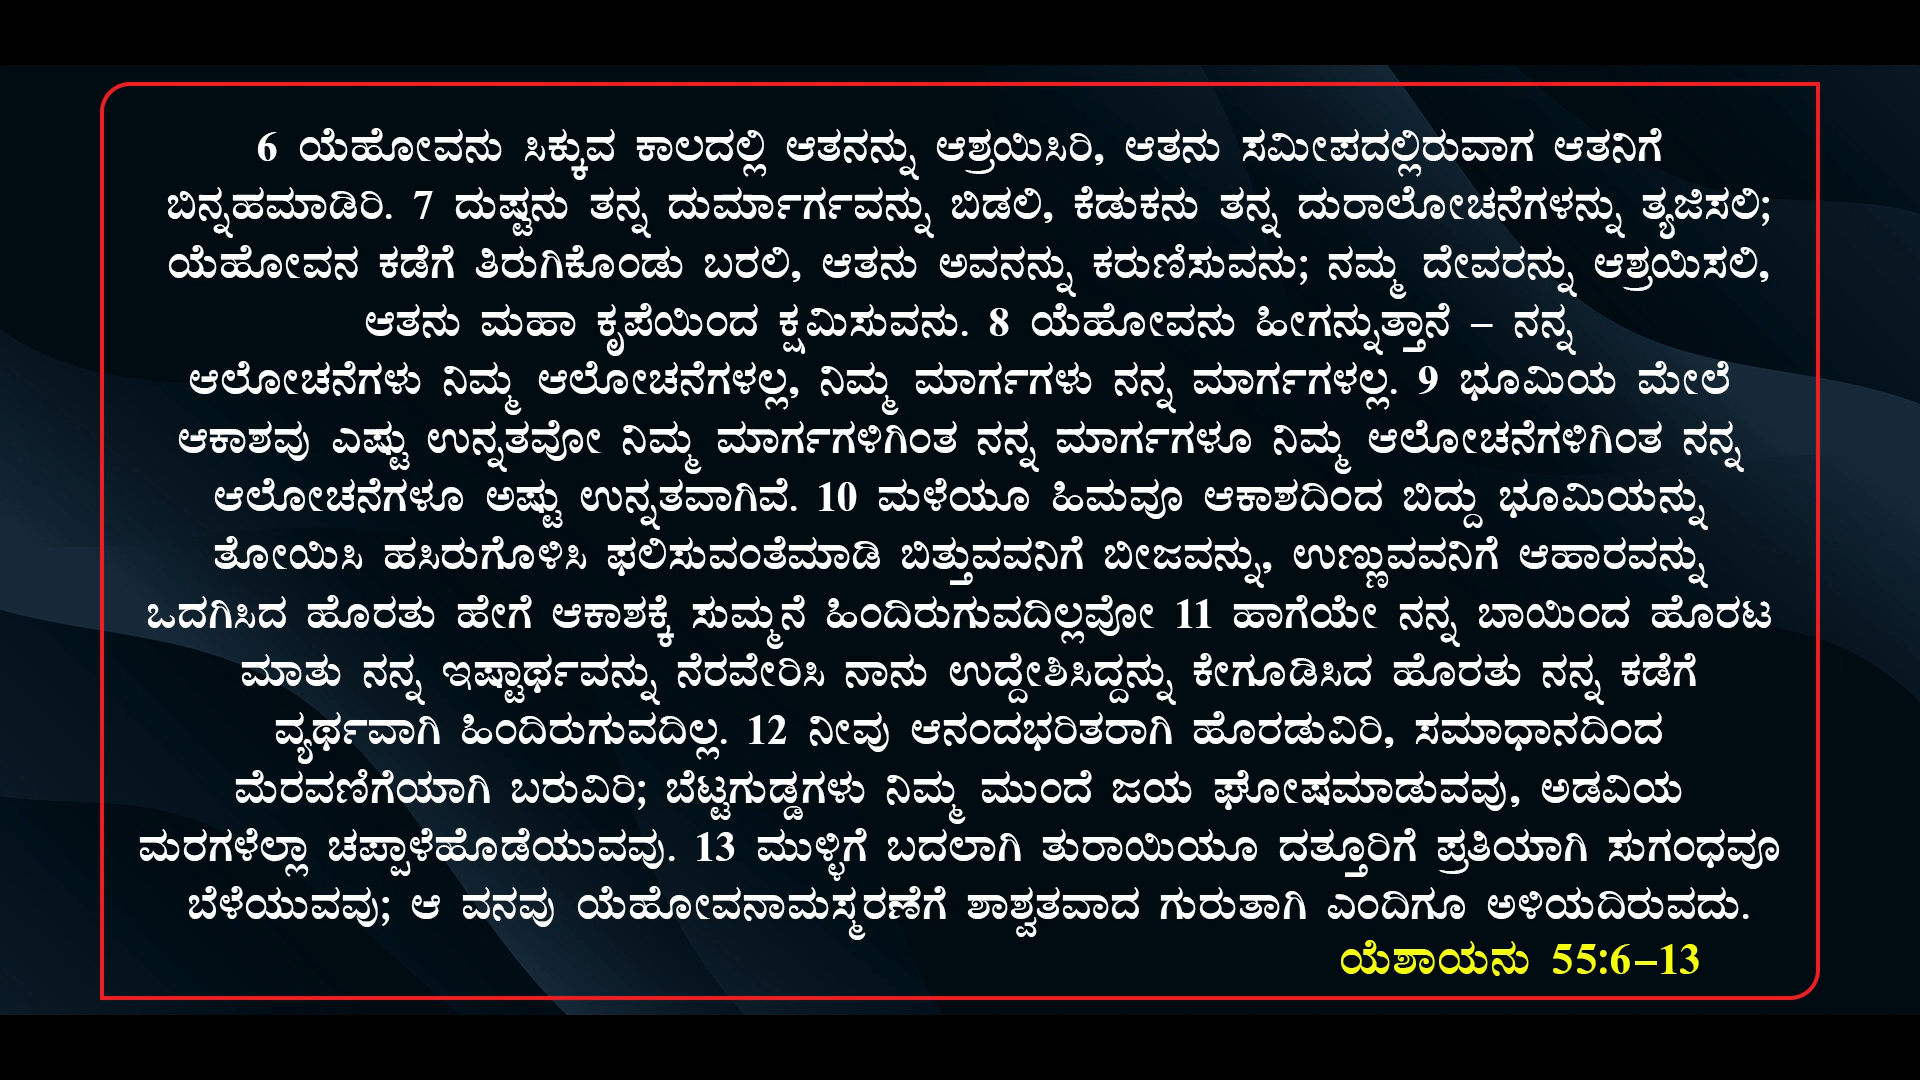 6 ಯೆಹೋವನು ಸಿಕ್ಕುವ ಕಾಲದಲ್ಲಿ ಆತನನ್ನು ಆಶ್ರಯಿಸಿರಿ, ಆತನು ಸಮೀಪದಲ್ಲಿರುವಾಗ ಆತನಿಗೆ
ಬಿನ್ನಹಮಾಡಿರಿ. 7 ದುಷ್ಟನು ತನ್ನ ದುರ್ಮಾರ್ಗವನ್ನು ಬಿಡಲಿ, ಕೆಡುಕನು ತನ್ನ ದುರಾಲೋಚನೆಗಳನ್ನು ತ್ಯಜಿಸಲಿ;
ಯೆಹೋವನ ಕಡೆಗೆ ತಿರುಗಿಕೊಂಡು ಬರಲಿ, ಆತನು ಅವನನ್ನು ಕರುಣಿಸುವನು; ನಮ್ಮ ದೇವರನ್ನು ಆಶ್ರಯಿಸಲಿ,
ಆತನು ಮಹಾ ಕೃಪೆಯಿಂದ ಕ್ಷಮಿಸುವನು. 8 ಯೆಹೋವನು ಹೀಗನ್ನುತ್ತಾನೆ – ನನ್ನ
ಆಲೋಚನೆಗಳು ನಿಮ್ಮ ಆಲೋಚನೆಗಳಲ್ಲ, ನಿಮ್ಮ ಮಾರ್ಗಗಳು ನನ್ನ ಮಾರ್ಗಗಳಲ್ಲ. 9 ಭೂಮಿಯ ಮೇಲೆ
ಆಕಾಶವು ಎಷ್ಟು ಉನ್ನತವೋ ನಿಮ್ಮ ಮಾರ್ಗಗಳಿಗಿಂತ ನನ್ನ ಮಾರ್ಗಗಳೂ ನಿಮ್ಮ ಆಲೋಚನೆಗಳಿಗಿಂತ ನನ್ನ
ಆಲೋಚನೆಗಳೂ ಅಷ್ಟು ಉನ್ನತವಾಗಿವೆ. 10 ಮಳೆಯೂ ಹಿಮವೂ ಆಕಾಶದಿಂದ ಬಿದ್ದು ಭೂಮಿಯನ್ನು
ತೋಯಿಸಿ ಹಸಿರುಗೊಳಿಸಿ ಫಲಿಸುವಂತೆಮಾಡಿ ಬಿತ್ತುವವನಿಗೆ ಬೀಜವನ್ನು, ಉಣ್ಣುವವನಿಗೆ ಆಹಾರವನ್ನು
ಒದಗಿಸಿದ ಹೊರತು ಹೇಗೆ ಆಕಾಶಕ್ಕೆ ಸುಮ್ಮನೆ ಹಿಂದಿರುಗುವದಿಲ್ಲವೋ 11 ಹಾಗೆಯೇ ನನ್ನ ಬಾಯಿಂದ ಹೊರಟ
ಮಾತು ನನ್ನ ಇಷ್ಟಾರ್ಥವನ್ನು ನೆರವೇರಿಸಿ ನಾನು ಉದ್ದೇಶಿಸಿದ್ದನ್ನು ಕೇಗೂಡಿಸಿದ ಹೊರತು ನನ್ನ ಕಡೆಗೆ
ವ್ಯರ್ಥವಾಗಿ ಹಿಂದಿರುಗುವದಿಲ್ಲ. 12 ನೀವು ಆನಂದಭರಿತರಾಗಿ ಹೊರಡುವಿರಿ, ಸಮಾಧಾನದಿಂದ
ಮೆರವಣಿಗೆಯಾಗಿ ಬರುವಿರಿ; ಬೆಟ್ಟಗುಡ್ಡಗಳು ನಿಮ್ಮ ಮುಂದೆ ಜಯ ಘೋಷಮಾಡುವವು, ಅಡವಿಯ
ಮರಗಳೆಲ್ಲಾ ಚಪ್ಪಾಳೆಹೊಡೆಯುವವು. 13 ಮುಳ್ಳಿಗೆ ಬದಲಾಗಿ ತುರಾಯಿಯೂ ದತ್ತೂರಿಗೆ ಪ್ರತಿಯಾಗಿ ಸುಗಂಧವೂ
ಬೆಳೆಯುವವು; ಆ ವನವು ಯೆಹೋವನಾಮಸ್ಮರಣೆಗೆ ಶಾಶ್ವತವಾದ ಗುರುತಾಗಿ ಎಂದಿಗೂ ಅಳಿಯದಿರುವದು.
ಯೆಶಾಯನು 55:6–13